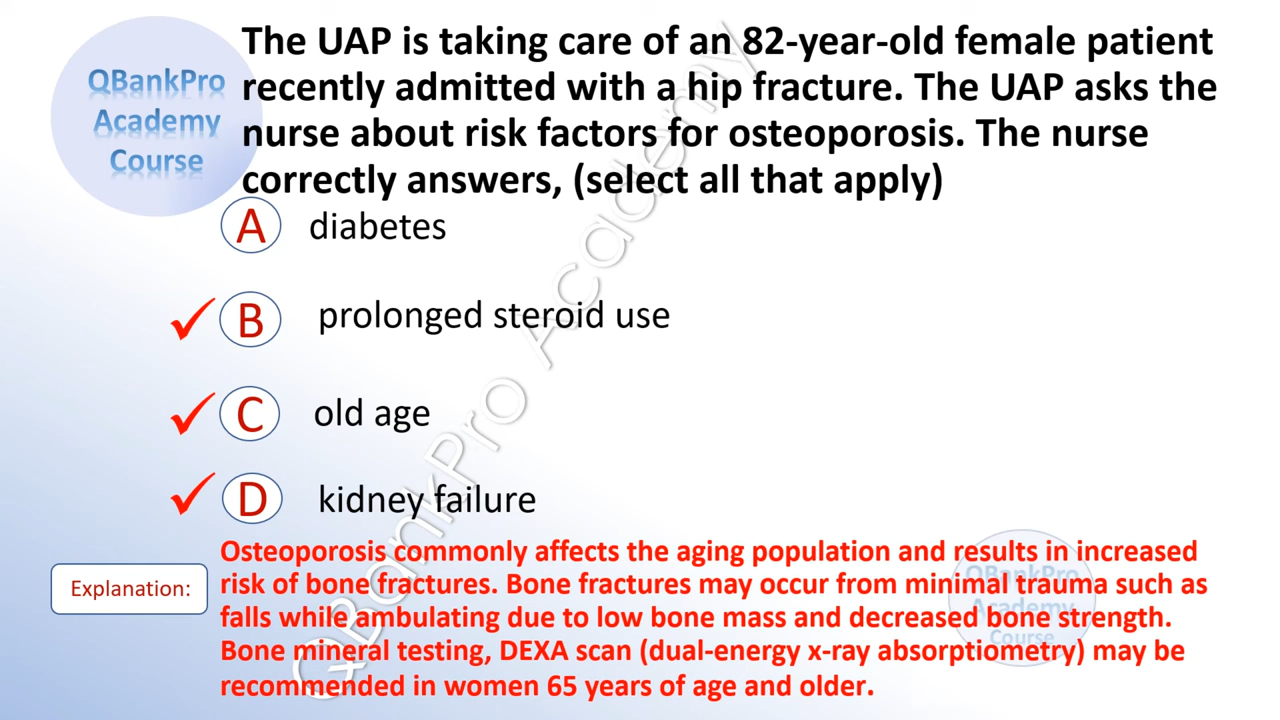 QBankPro
Academy
Course
The UAP is taking care of an 82-year-old female patient
recently admitted with a hip fracture. The UAP asks the
nurse about risk factors for osteoporosis. The nurse
correctly answers, (select all that apply)
A diabetes
B prolonged steroid use
C old age
D kidney failure
Explanation:
Osteoporosis commonly affects the aging population and results in increased
risk of bone fractures. Bone fractures may occur from minimal trauma such as
falls while ambulating due to low bone mass and decreased bone strength.
Bone mineral testing, DEXA scan (dual-energy x-ray absorptiometry) may be
recommended in women 65 years of age and older.
QBankPro
Academy
Course
QBankPro Academy